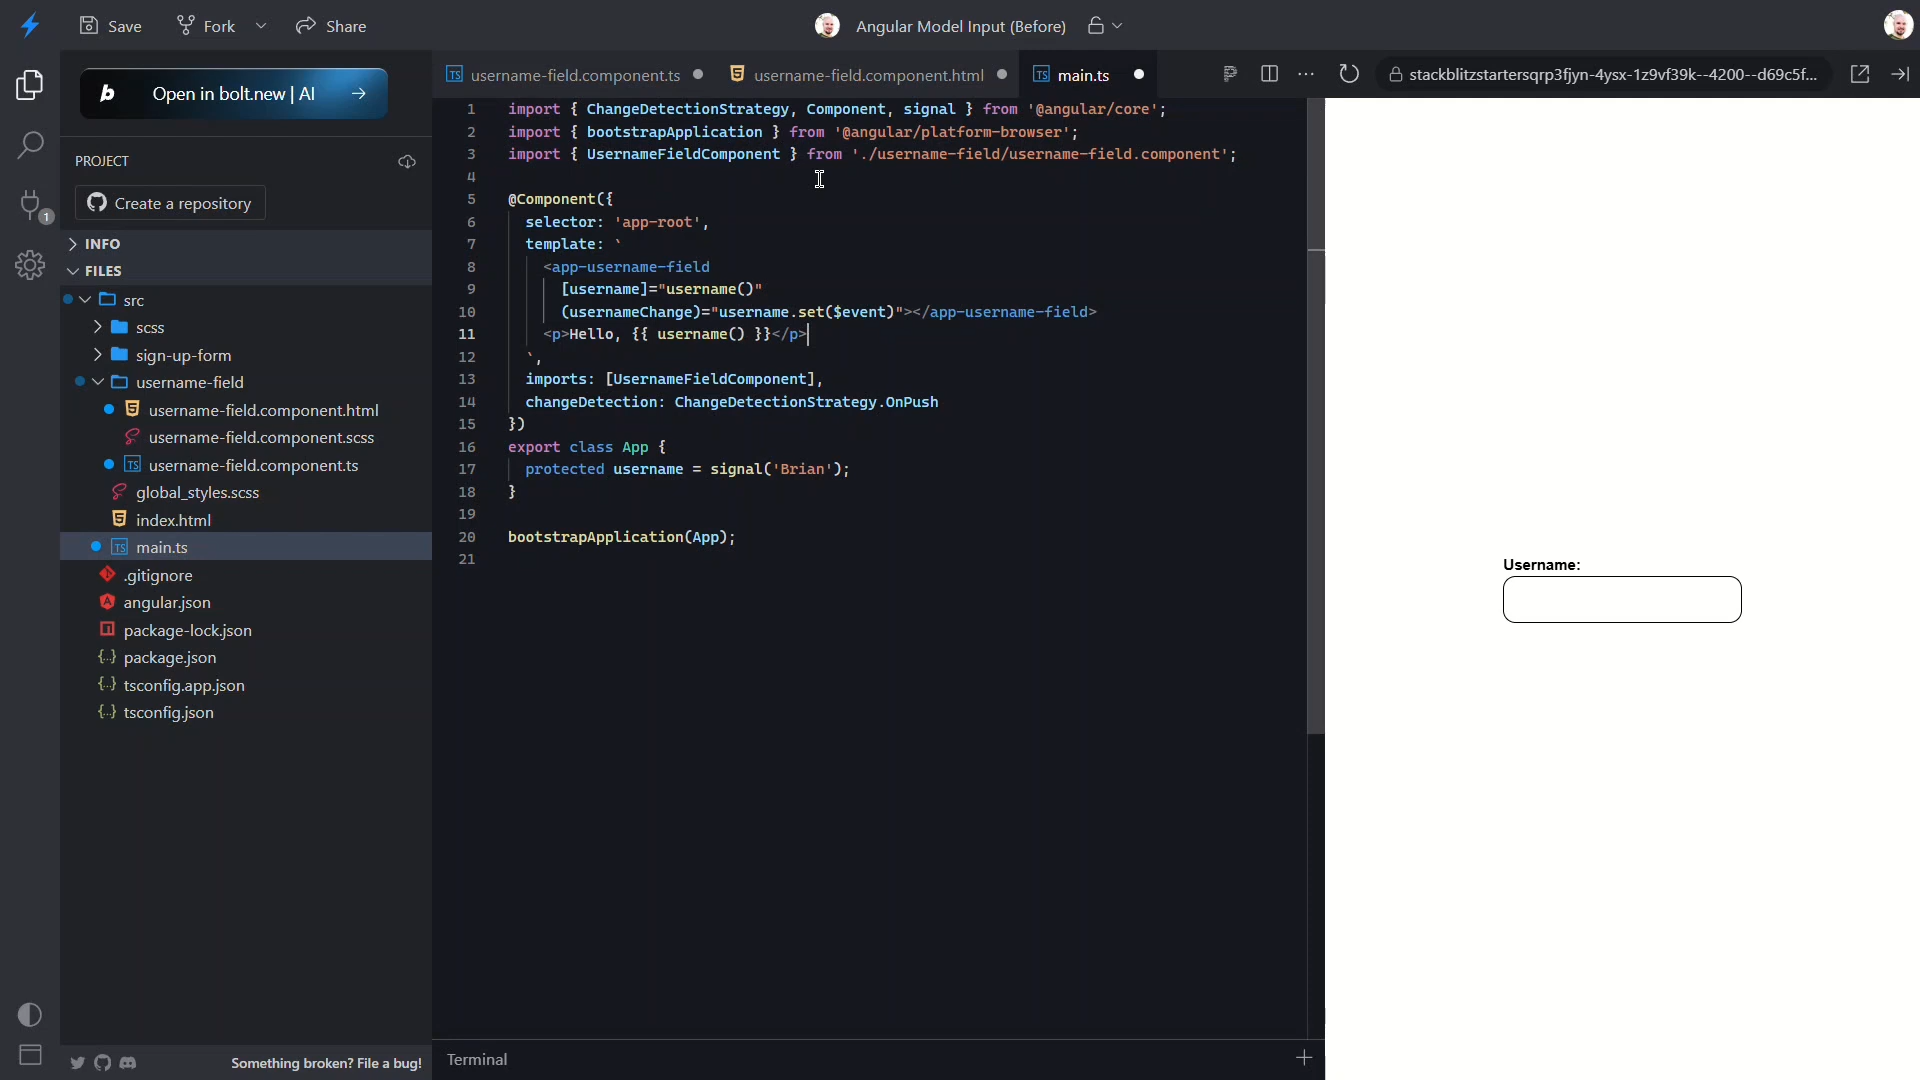 Save
Fork
Share
Angular Model Input (Before)
b Open in bolt.new | AI
PROJECT
Create a repository
1
INFO
FILES
src
scss
sign-up-form
username-field
username-field.component.html
username-field.component.scss
username-field.component.ts
global_styles.scss
index.html
main.ts
.gitignore
angular.json
package-lock.json
package.json
tsconfig.app.json
tsconfig.json
Something broken? File a bug!
username-field.component.ts
username-field.component.html
main.ts
stackblitzstartersqrp3fjyn-4ysx-1z9vf39k--4200--d69c5f...
1 import { ChangeDetectionStrategy, Component, signal } from '@angular/core';
2 import { bootstrapApplication } from '@angular/platform-browser';
3 import { UsernameFieldComponent } from './username-field/username-field.component';
4
5 @Component({
6 selector: 'app-root',
7 template: `
8 <app-username-field
9 [username]="username()"
10 (usernameChange)="username.set($event)"></app-username-field>
11 <p>Hello, {{ username() }}</p>
12 `,
13 imports: [UsernameFieldComponent],
14 changeDetection: ChangeDetectionStrategy.OnPush
15 })
16 export class App {
17 protected username = signal('Brian');
18 }
19
20 bootstrapApplication(App);
21
Terminal
Username: